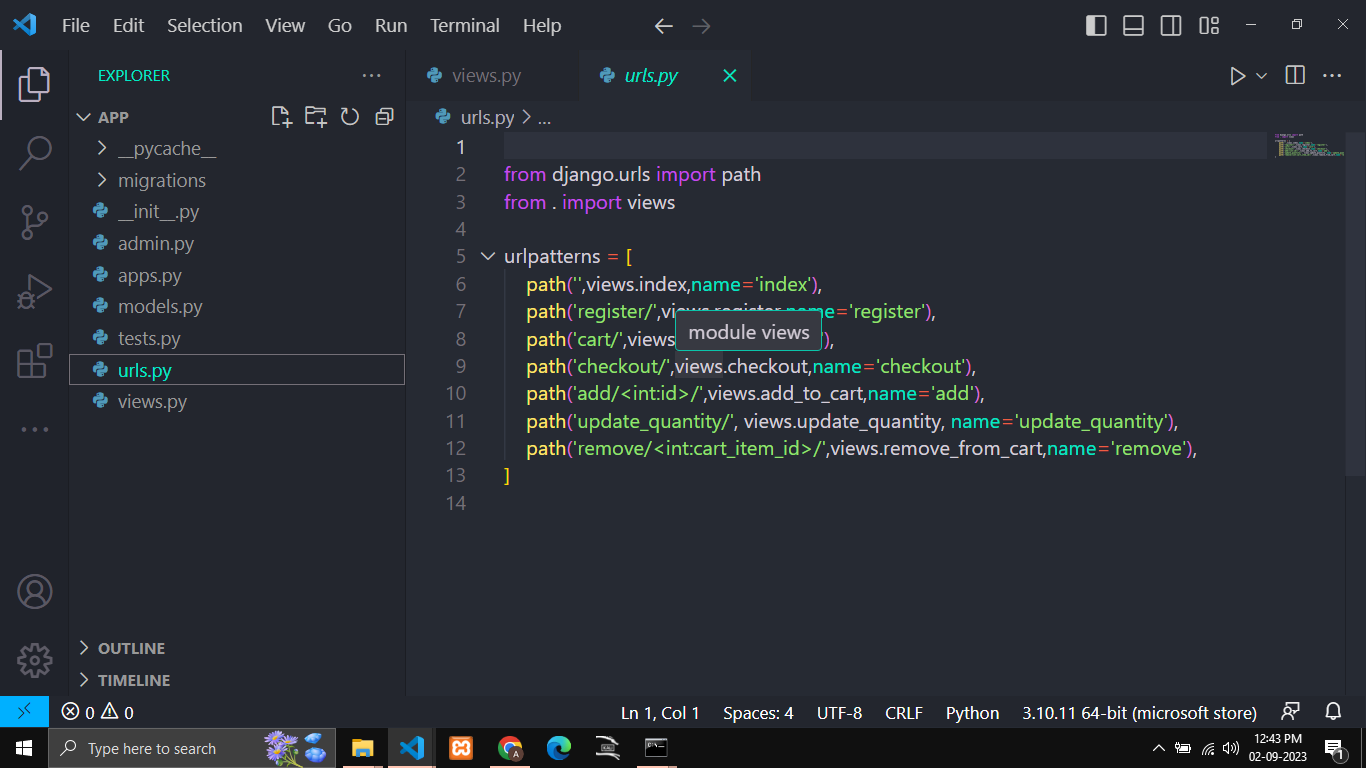 File Edit Selection View Go Run Terminal Help
EXPLORER
views.py
urls.py
APP
urls.py > ...
__pycache__
migrations
__init__.py
admin.py
apps.py
models.py
tests.py
urls.py
views.py
OUTLINE
TIMELINE
1
2 from django.urls import path
3 from . import views
4
5 urlpatterns = [
6 path('',views.index,name='index'),
7 path('register/',views.register,name='register'),
8 path('cart/',views '),
module views
9 path('checkout/',views.checkout,name='checkout'),
10 path('add/<int:id>/',views.add_to_cart,name='add'),
11 path('update_quantity/', views.update_quantity, name='update_quantity'),
12 path('remove/<int:cart_item_id>/',views.remove_from_cart,name='remove'),
13 ]
14
0 0 Ln 1, Col 1 Spaces: 4 UTF-8 CRLF Python 3.10.11 64-bit (microsoft store)
Type here to search
12:43 PM
02-09-2023
1